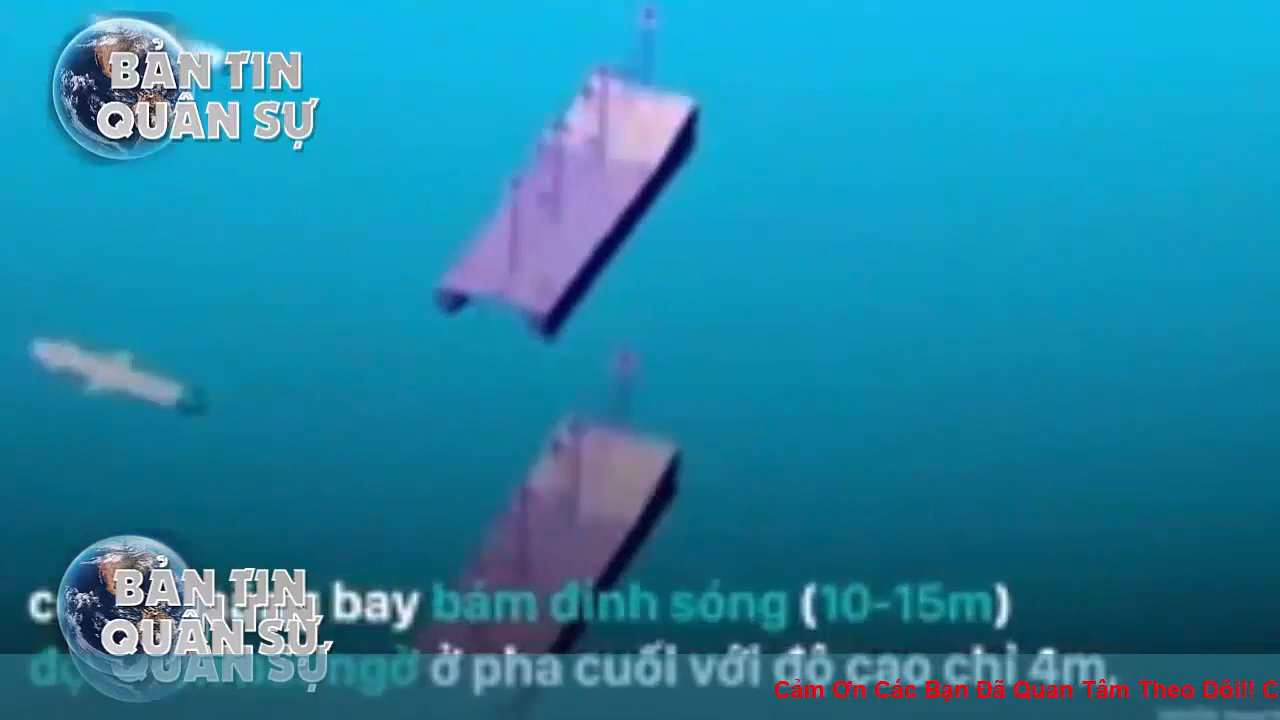 BẢN TIN
QUÂN SỰ
BẢN TIN
QUÂN SỰ
bay bám đỉnh sóng (10-15m)
ngờ ở pha cuối với độ cao chỉ 4m.
Cảm Ơn Các Bạn Đã Quan Tâm Theo Dõi!! C